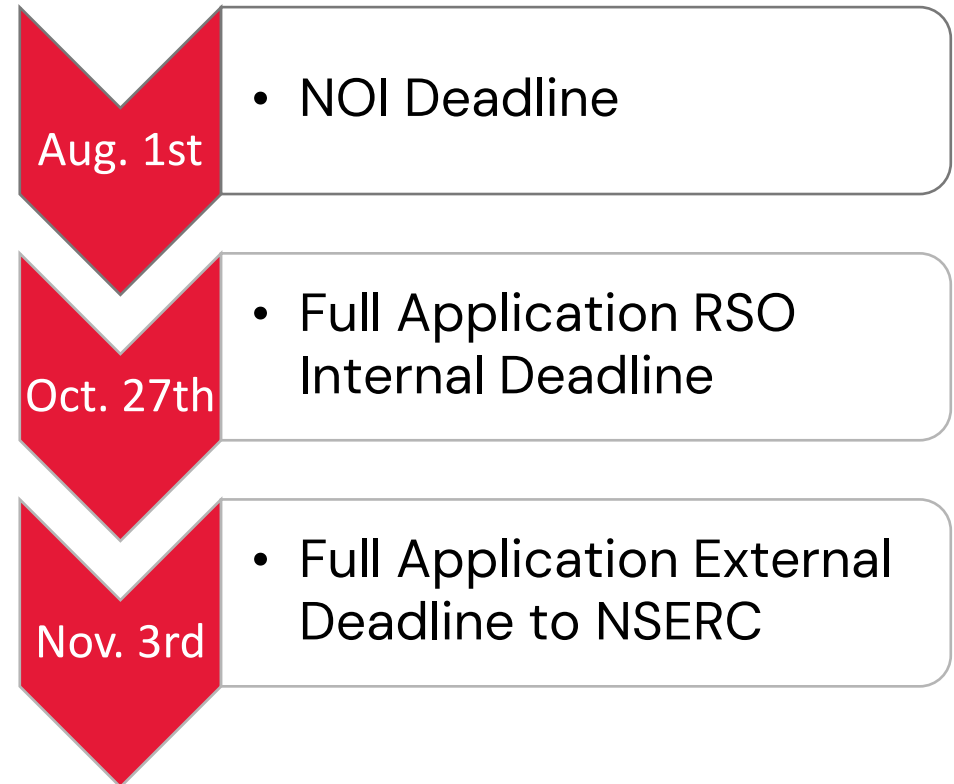 Aug. 1st
• NOI Deadline
Oct. 27th
• Full Application RSO
Internal Deadline
Nov. 3rd
• Full Application External
Deadline to NSERC